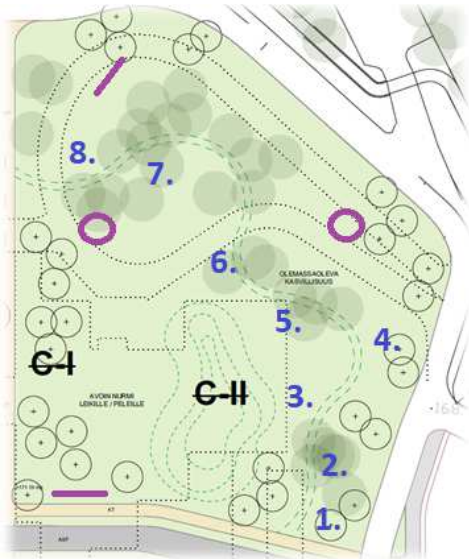 8.
7.
6.
OLEMASSAOLEVA
KASVILLISUUS
5.
4.
C-I
AVOIN NURMI
LEIKILLE / PELEILLE
C-II
3.
2.
1.